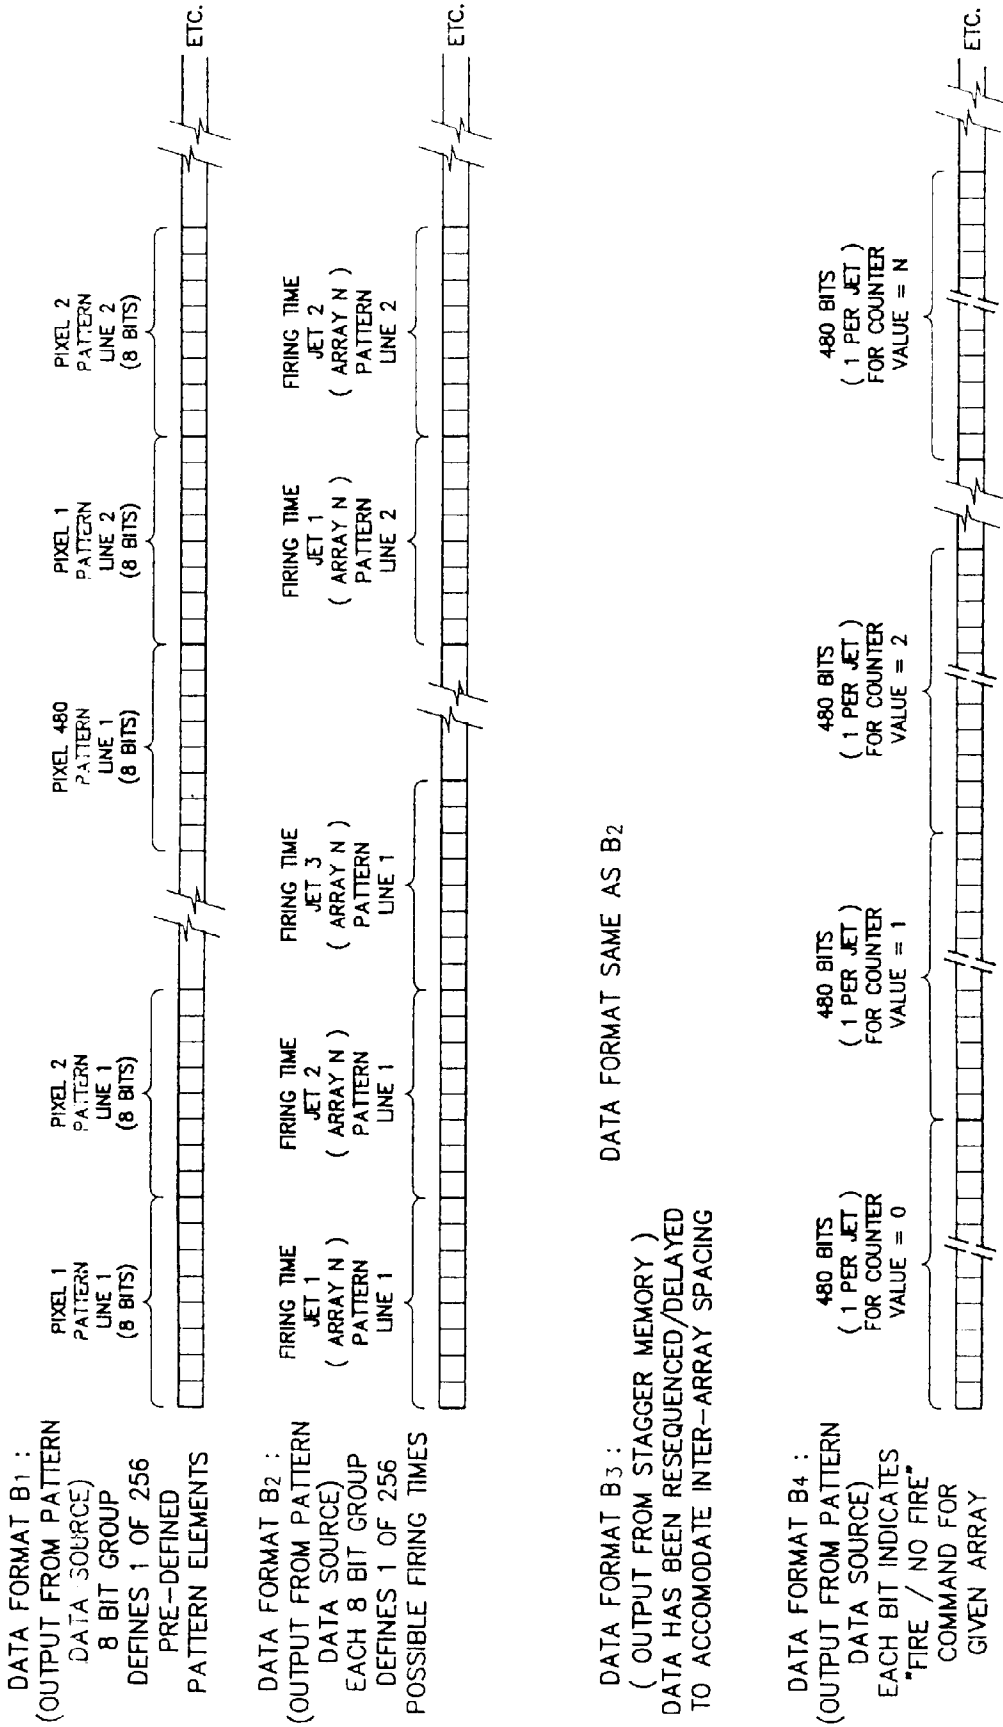 DATA FORMAT B1 :
(OUTPUT FROM PATTERN
DATA SOURCE)
8 BIT GROUP
DEFINES 1 OF 256
PRE-DEFINED
PATTERN ELEMENTS
PIXEL 1
PATTERN
LINE 1
(8 BITS)
PIXEL 2
PATTERN
LINE 1
(8 BITS)
PIXEL 480
PATTERN
LINE 1
(8 BITS)
PIXEL 1
PATTERN
LINE 2
(8 BITS)
PIXEL 2
PATTERN
LINE 2
(8 BITS)
ETC.
DATA FORMAT B2 :
(OUTPUT FROM PATTERN
DATA SOURCE)
EACH 8 BIT GROUP
DEFINES 1 OF 256
POSSIBLE FIRING TIMES
FIRING TIME
JET 1
( ARRAY N )
PATTERN
LINE 1
FIRING TIME
JET 2
( ARRAY N )
PATTERN
LINE 1
FIRING TIME
JET 3
( ARRAY N )
PATTERN
LINE 1
FIRING TIME
JET 1
( ARRAY N )
PATTERN
LINE 2
FIRING TIME
JET 2
( ARRAY N )
PATTERN
LINE 2
ETC.
DATA FORMAT B3 :
( OUTPUT FROM STAGGER MEMORY )
DATA HAS BEEN RESEQUENCED/DELAYED
TO ACCOMODATE INTER-ARRAY SPACING
DATA FORMAT SAME AS B2
DATA FORMAT B4 :
(OUTPUT FROM PATTERN
DATA SOURCE)
EACH BIT INDICATES
"FIRE / NO FIRE"
COMMAND FOR
GIVEN ARRAY
480 BITS
( 1 PER JET )
FOR COUNTER
VALUE = 0
480 BITS
( 1 PER JET )
FOR COUNTER
VALUE = 1
480 BITS
( 1 PER JET )
FOR COUNTER
VALUE = 2
480 BITS
( 1 PER JET )
FOR COUNTER
VALUE = N
ETC.